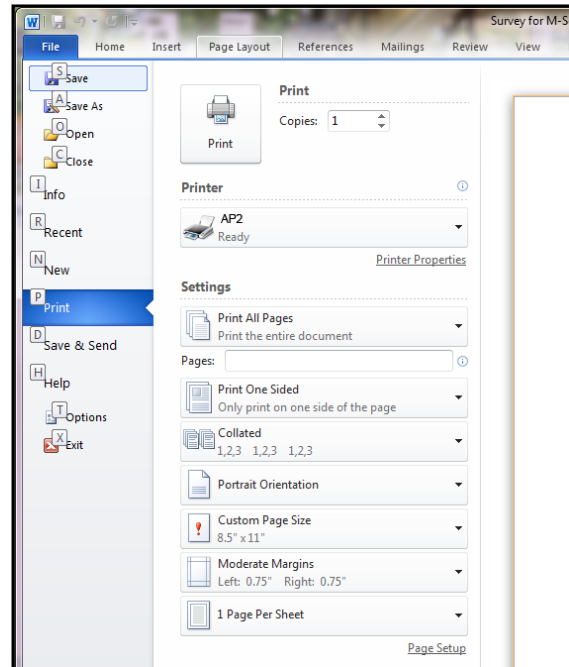 W
Survey for M-S
File Home Insert Page Layout References Mailings Review View
S Save
A Save As
O Open
C Close
I Info
R Recent
N New
P Print
D Save & Send
H Help
T Options
X Exit
Print
Print
Copies: 1
Printer
AP2
Ready
Printer Properties
Settings
Print All Pages
Print the entire document
Pages:
Print One Sided
Only print on one side of the page
Collated
1,2,3 1,2,3 1,2,3
Portrait Orientation
Custom Page Size
8.5" x 11"
Moderate Margins
Left: 0.75" Right: 0.75"
1 Page Per Sheet
Page Setup